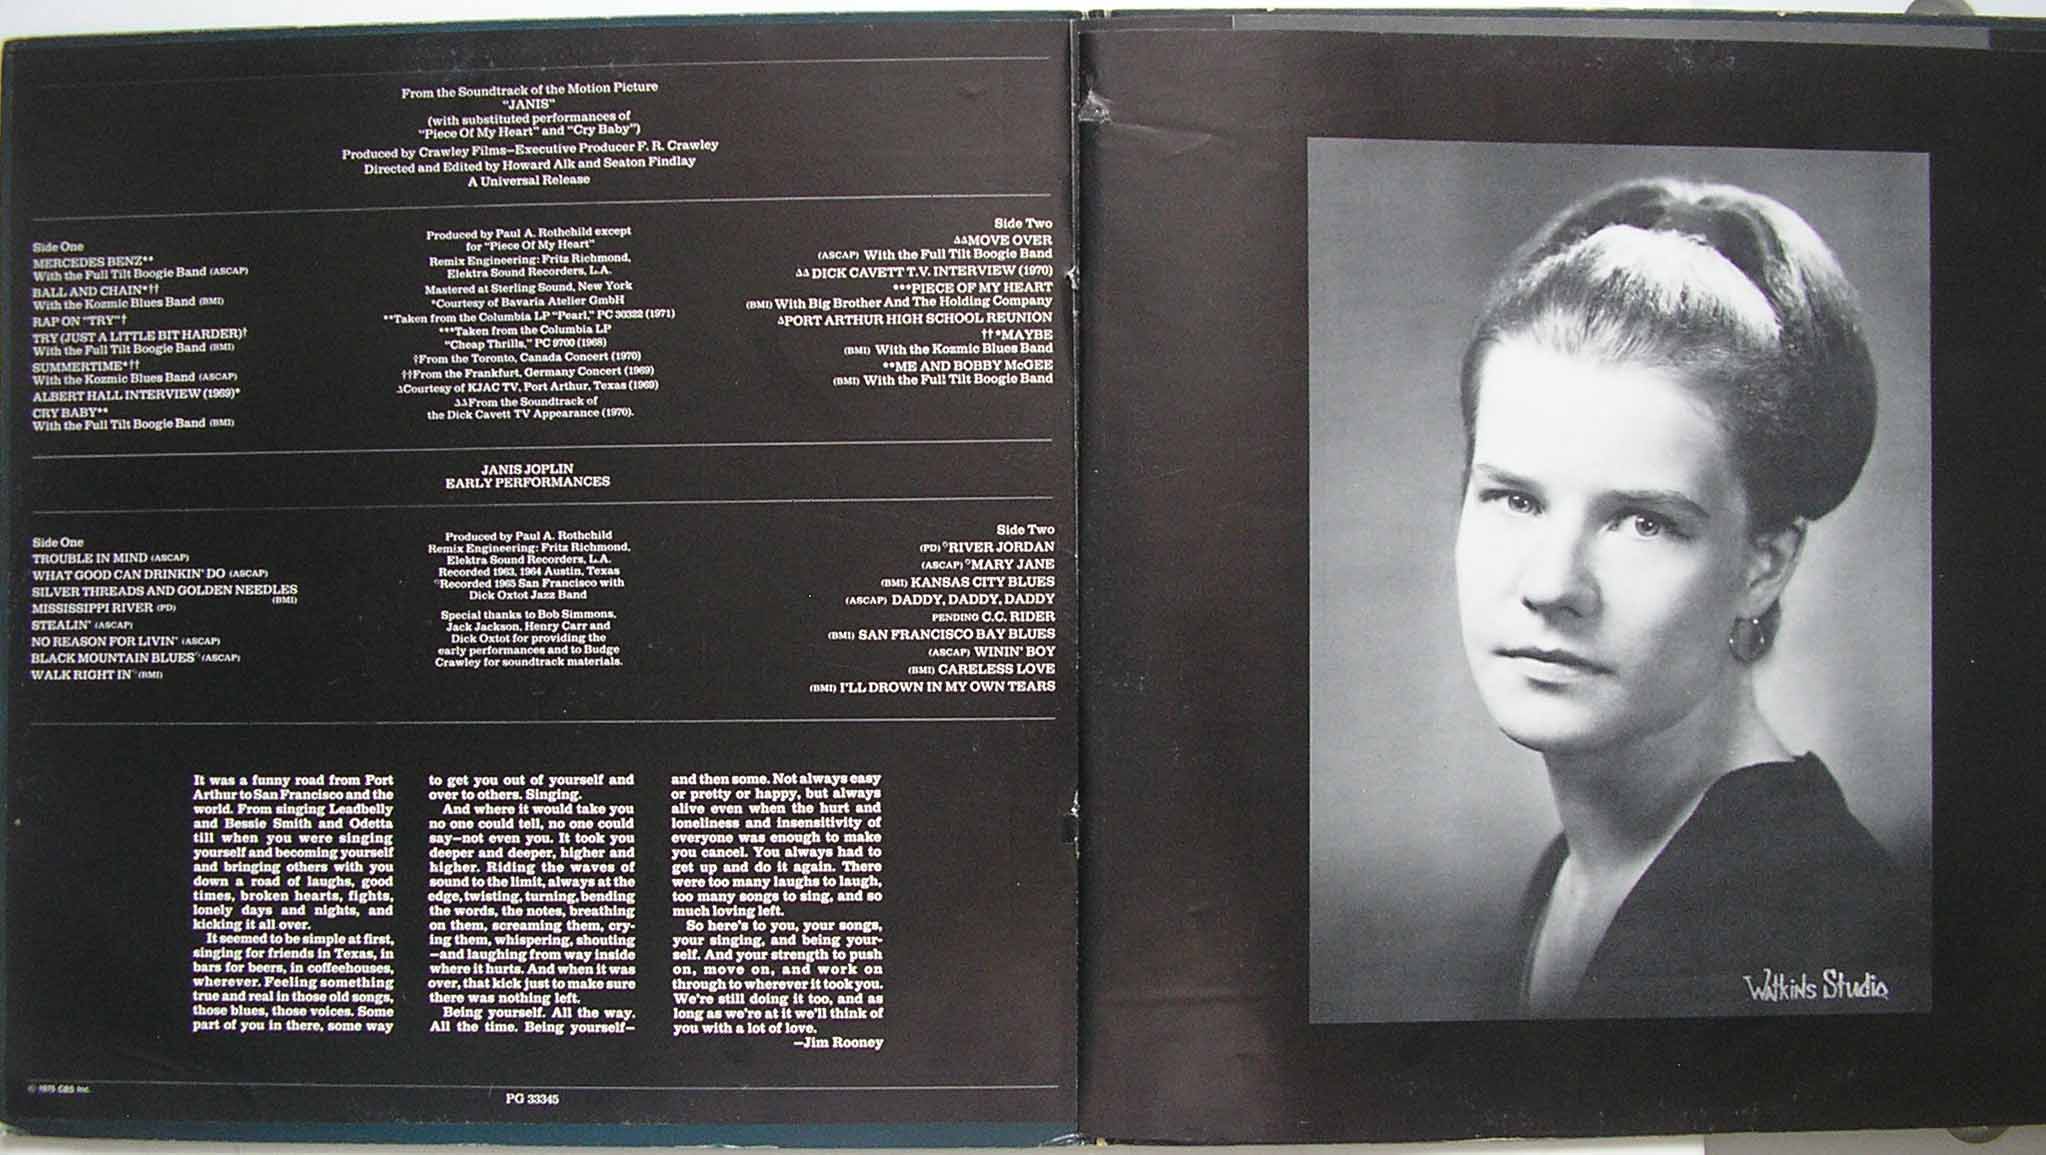 From the Soundtrack of the Motion Picture
"JANIS"
(with substituted performances of
"Piece Of My Heart" and "Cry Baby")
Produced by Crawley Films—Executive Producer F. R. Crawley
Directed and Edited by Howard Alk and Seaton Findlay
A Universal Release
Side One
MERCEDES BENZ**
With the Full Tilt Boogie Band (ASCAP)
BALL AND CHAIN*††
With the Kozmic Blues Band (BMI)
RAP ON "TRY"†
TRY (JUST A LITTLE BIT HARDER)†
With the Full Tilt Boogie Band (BMI)
SUMMERTIME*††
With the Kozmic Blues Band (ASCAP)
ALBERT HALL INTERVIEW (1969)*
CRY BABY**
With the Full Tilt Boogie Band (BMI)
Produced by Paul A. Rothchild except
for "Piece Of My Heart"
Remix Engineering: Fritz Richmond,
Elektra Sound Recorders, L.A.
Mastered at Sterling Sound, New York
*Courtesy of Bavaria Atelier GmbH
**Taken from the Columbia LP "Pearl," PC 30322 (1971)
***Taken from the Columbia LP
"Cheap Thrills," PC 9700 (1968)
†From the Toronto, Canada Concert (1970)
††From the Frankfurt, Germany Concert (1969)
∆Courtesy of KJAC TV, Port Arthur, Texas (1969)
∆∆From the Soundtrack of
the Dick Cavett TV Appearance (1970).
Side Two
∆∆MOVE OVER
(ASCAP) With the Full Tilt Boogie Band
∆∆ DICK CAVETT T.V. INTERVIEW (1970)
***PIECE OF MY HEART
(BMI) With Big Brother And The Holding Company
∆PORT ARTHUR HIGH SCHOOL REUNION
††*MAYBE
(BMI) With the Kozmic Blues Band
**ME AND BOBBY McGEE
(BMI) With the Full Tilt Boogie Band
JANIS JOPLIN
EARLY PERFORMANCES
Side One
TROUBLE IN MIND (ASCAP)
WHAT GOOD CAN DRINKIN' DO (ASCAP)
SILVER THREADS AND GOLDEN NEEDLES
(BMI)
MISSISSIPPI RIVER (PD)
STEALIN' (ASCAP)
NO REASON FOR LIVIN' (ASCAP)
BLACK MOUNTAIN BLUES° (ASCAP)
WALK RIGHT IN° (BMI)
Produced by Paul A. Rothchild
Remix Engineering: Fritz Richmond,
Elektra Sound Recorders, L.A.
Recorded 1963, 1964 Austin, Texas
°Recorded 1965 San Francisco with
Dick Oxtot Jazz Band
Special thanks to Bob Simmons,
Jack Jackson, Henry Carr and
Dick Oxtot for providing the
early performances and to Budge
Crawley for soundtrack materials.
Side Two
(PD) °RIVER JORDAN
(ASCAP) °MARY JANE
(BMI) KANSAS CITY BLUES
(ASCAP) DADDY, DADDY, DADDY
PENDING C.C. RIDER
(BMI) SAN FRANCISCO BAY BLUES
(ASCAP) WININ' BOY
(BMI) CARELESS LOVE
(BMI) I'LL DROWN IN MY OWN TEARS
It was a funny road from Port
Arthur to San Francisco and the
world. From singing Leadbelly
and Bessie Smith and Odetta
till when you were singing
yourself and becoming yourself
and bringing others with you
down a road of laughs, good
times, broken hearts, fights,
lonely days and nights, and
kicking it all over.
It seemed to be simple at first,
singing for friends in Texas, in
bars for beers, in coffeehouses,
wherever. Feeling something
true and real in those old songs,
those blues, those voices. Some
part of you in there, some way
to get you out of yourself and
over to others. Singing.
And where it would take you
no one could tell, no one could
say—not even you. It took you
deeper and deeper, higher and
higher. Riding the waves of
sound to the limit, always at the
edge, twisting, turning, bending
the words, the notes, breathing
on them, screaming them, cry-
ing them, whispering, shouting
—and laughing from way inside
where it hurts. And when it was
over, that kick just to make sure
there was nothing left.
Being yourself. All the way.
All the time. Being yourself—
and then some. Not always easy
or pretty or happy, but always
alive even when the hurt and
loneliness and insensitivity of
everyone was enough to make
you cancel. You always had to
get up and do it again. There
were too many laughs to laugh,
too many songs to sing, and so
much loving left.
So here's to you, your songs,
your singing, and being your-
self. And your strength to push
on, move on, and work on
through to wherever it took you.
We're still doing it too, and as
long as we're at it we'll think of
you with a lot of love.
—Jim Rooney
© 1975 CBS Inc.
PG 33345
Watkins Studio